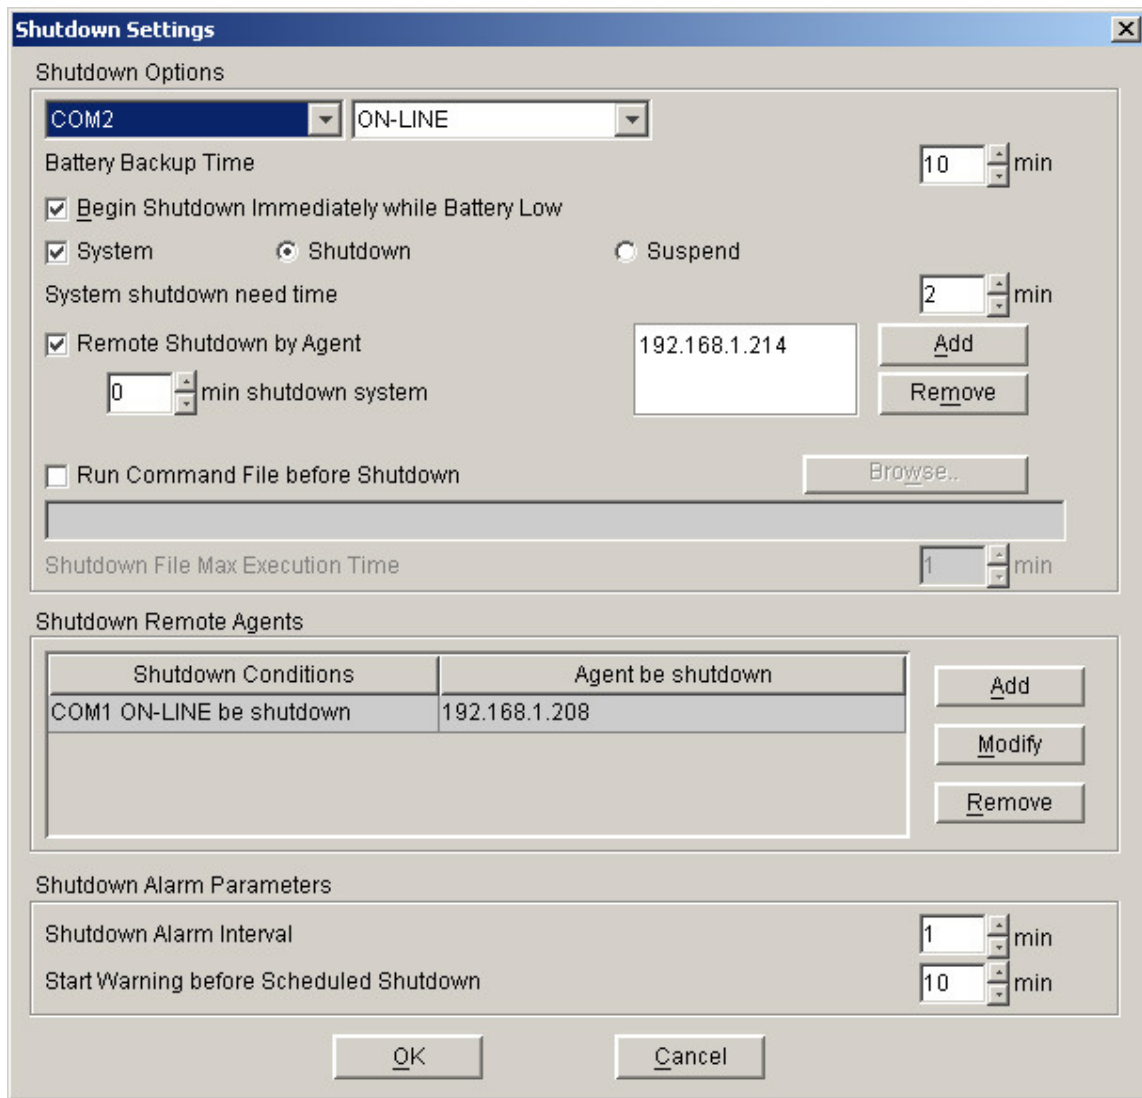 Shutdown Settings
Shutdown Options
COM2 ON-LINE
Battery Backup Time 10 min
Begin Shutdown Immediately while Battery Low
System Shutdown Suspend
System shutdown need time 2 min
Remote Shutdown by Agent 192.168.1.214 Add
0 min shutdown system Remove
Run Command File before Shutdown Browse..
Shutdown File Max Execution Time 1 min
Shutdown Remote Agents
Shutdown Conditions Agent be shutdown Add
COM1 ON-LINE be shutdown 192.168.1.208
Modify
Remove
Shutdown Alarm Parameters
Shutdown Alarm Interval 1 min
Start Warning before Scheduled Shutdown 10 min
OK Cancel